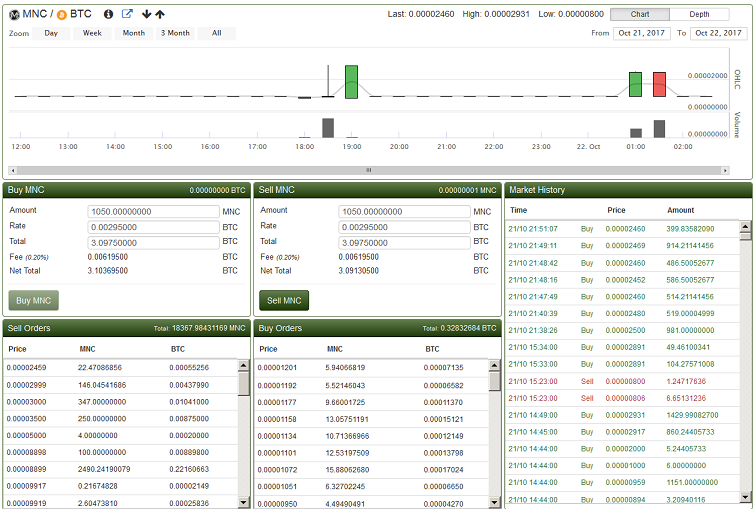 MNC / BTC Last: 0.00002460 High: 0.00002931 Low: 0.00000800 Chart Depth
Zoom Day Week Month 3 Month All From Oct 21, 2017 To Oct 22, 2017
0.00002000
OHLC
0.00000000
Volume
0.00000000
12:00 13:00 14:00 15:00 16:00 17:00 18:00 19:00 20:00 21:00 22:00 23:00 22. Oct 01:00 02:00
Buy MNC 0.00000000 BTC
Amount 1050.00000000 MNC
Rate 0.00295000 BTC
Total 3.09750000 BTC
Fee (0.20%) 0.00619500 BTC
Net Total 3.10369500 BTC
Buy MNC
Sell MNC 0.00000001 MNC
Amount 1050.00000000 MNC
Rate 0.00295000 BTC
Total 3.09750000 BTC
Fee (0.20%) 0.00619500 BTC
Net Total 3.09130500 BTC
Sell MNC
Market History
Time Price Amount
21/10 21:51:07 Buy 0.00002460 399.83582090
21/10 21:49:11 Buy 0.00002469 914.21141456
21/10 21:48:42 Buy 0.00002460 486.50052677
21/10 21:48:16 Buy 0.00002452 586.50052677
21/10 21:47:49 Buy 0.00002460 514.21141456
21/10 21:40:39 Buy 0.00002480 519.00004999
21/10 21:38:26 Buy 0.00002500 981.00000000
21/10 15:34:00 Buy 0.00002891 49.46100341
21/10 15:33:00 Buy 0.00002891 104.27571008
21/10 15:23:00 Sell 0.00000800 1.24717636
21/10 15:23:00 Sell 0.00000806 6.65131236
21/10 14:49:00 Buy 0.00002931 1429.99082700
21/10 14:45:00 Buy 0.00002917 860.24405733
21/10 14:44:00 Buy 0.00002000 5.24405733
21/10 14:44:00 Buy 0.00001000 6.00000000
21/10 14:44:00 Buy 0.00000959 1151.00000000
21/10 14:44:00 Buy 0.00000894 3.20940116
Sell Orders Total: 18367.98431169 MNC
Price MNC BTC
0.00002459 22.47086856 0.00055256
0.00002999 146.04541686 0.00437990
0.00003000 347.00000000 0.01041000
0.00003500 250.00000000 0.00875000
0.00005000 4.00000000 0.00020000
0.00008898 100.00000000 0.00889800
0.00008899 2490.24190079 0.22160663
0.00009917 0.21674828 0.00002149
0.00009919 2.60473810 0.00025836
Buy Orders Total: 0.32832684 BTC
Price MNC BTC
0.00001201 5.94066819 0.00007135
0.00001192 5.52146043 0.00006582
0.00001177 9.66001725 0.00011370
0.00001158 13.05751191 0.00015121
0.00001134 10.71366966 0.00012149
0.00001101 12.53197509 0.00013798
0.00001072 15.88062680 0.00017024
0.00001051 6.32702245 0.00006650
0.00000950 4.49490491 0.00004270